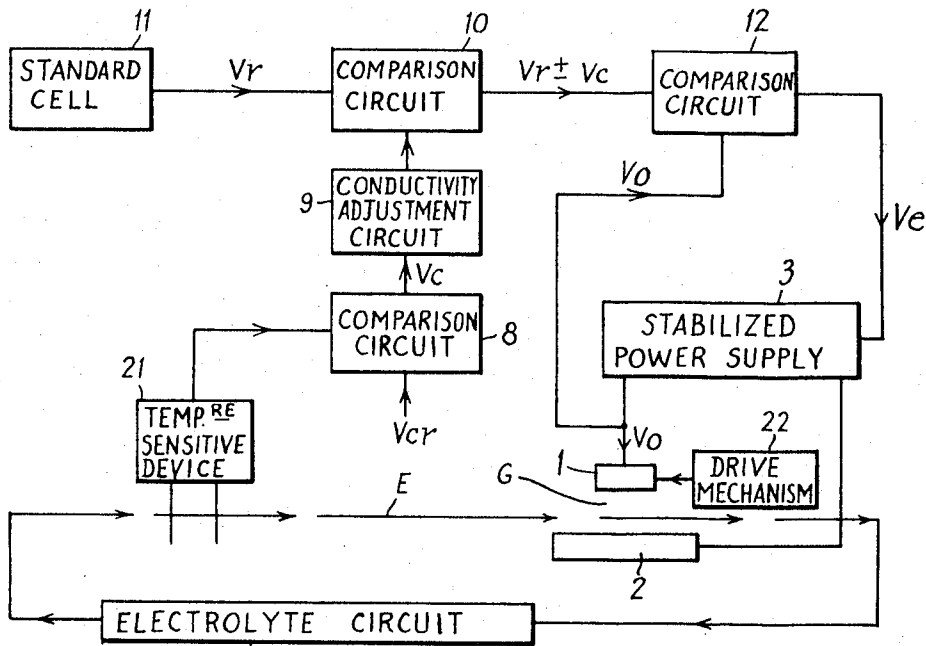 11
STANDARD
CELL
Vr
10
COMPARISON
CIRCUIT
Vr± Vc
12
COMPARISON
CIRCUIT
9
CONDUCTIVITY
ADJUSTMENT
CIRCUIT
Vo
Ve
Vc
COMPARISON
CIRCUIT
8
3
STABILIZED
POWER SUPPLY
21
TEMP.RE
SENSITIVE
DEVICE
Vcr
Vo
22
1
DRIVE
MECHANISM
G
E
2
ELECTROLYTE CIRCUIT